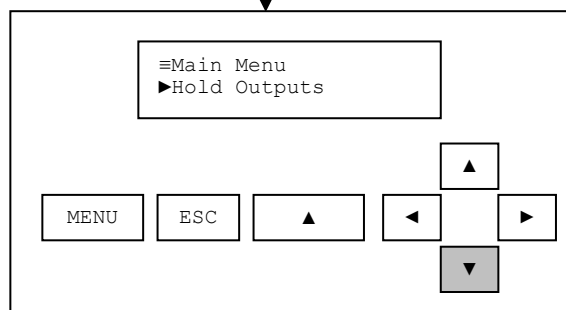 ≡Main Menu
►Hold Outputs
▲
MENU ESC ▲ ◄ ►
▼